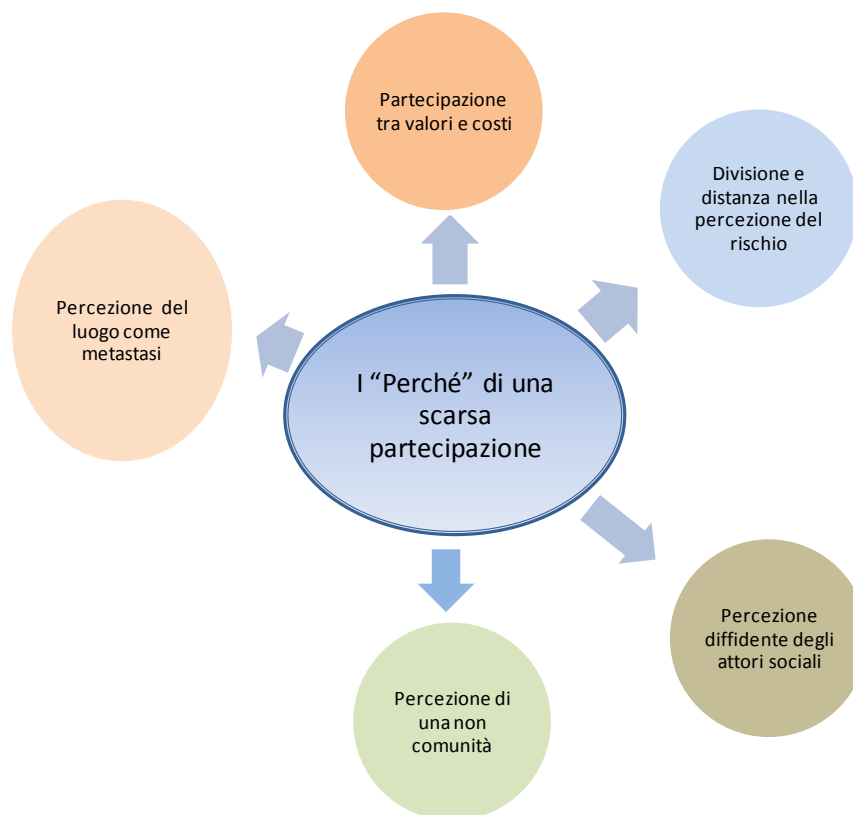 Partecipazione
tra valori e costi
Divisione e
distanza nella
percezione del
rischio
Percezione del
luogo come
metastasi
I “Perché” di una
scarsa
partecipazione
Percezione
diffidente degli
attori sociali
Percezione di
una non
comunità